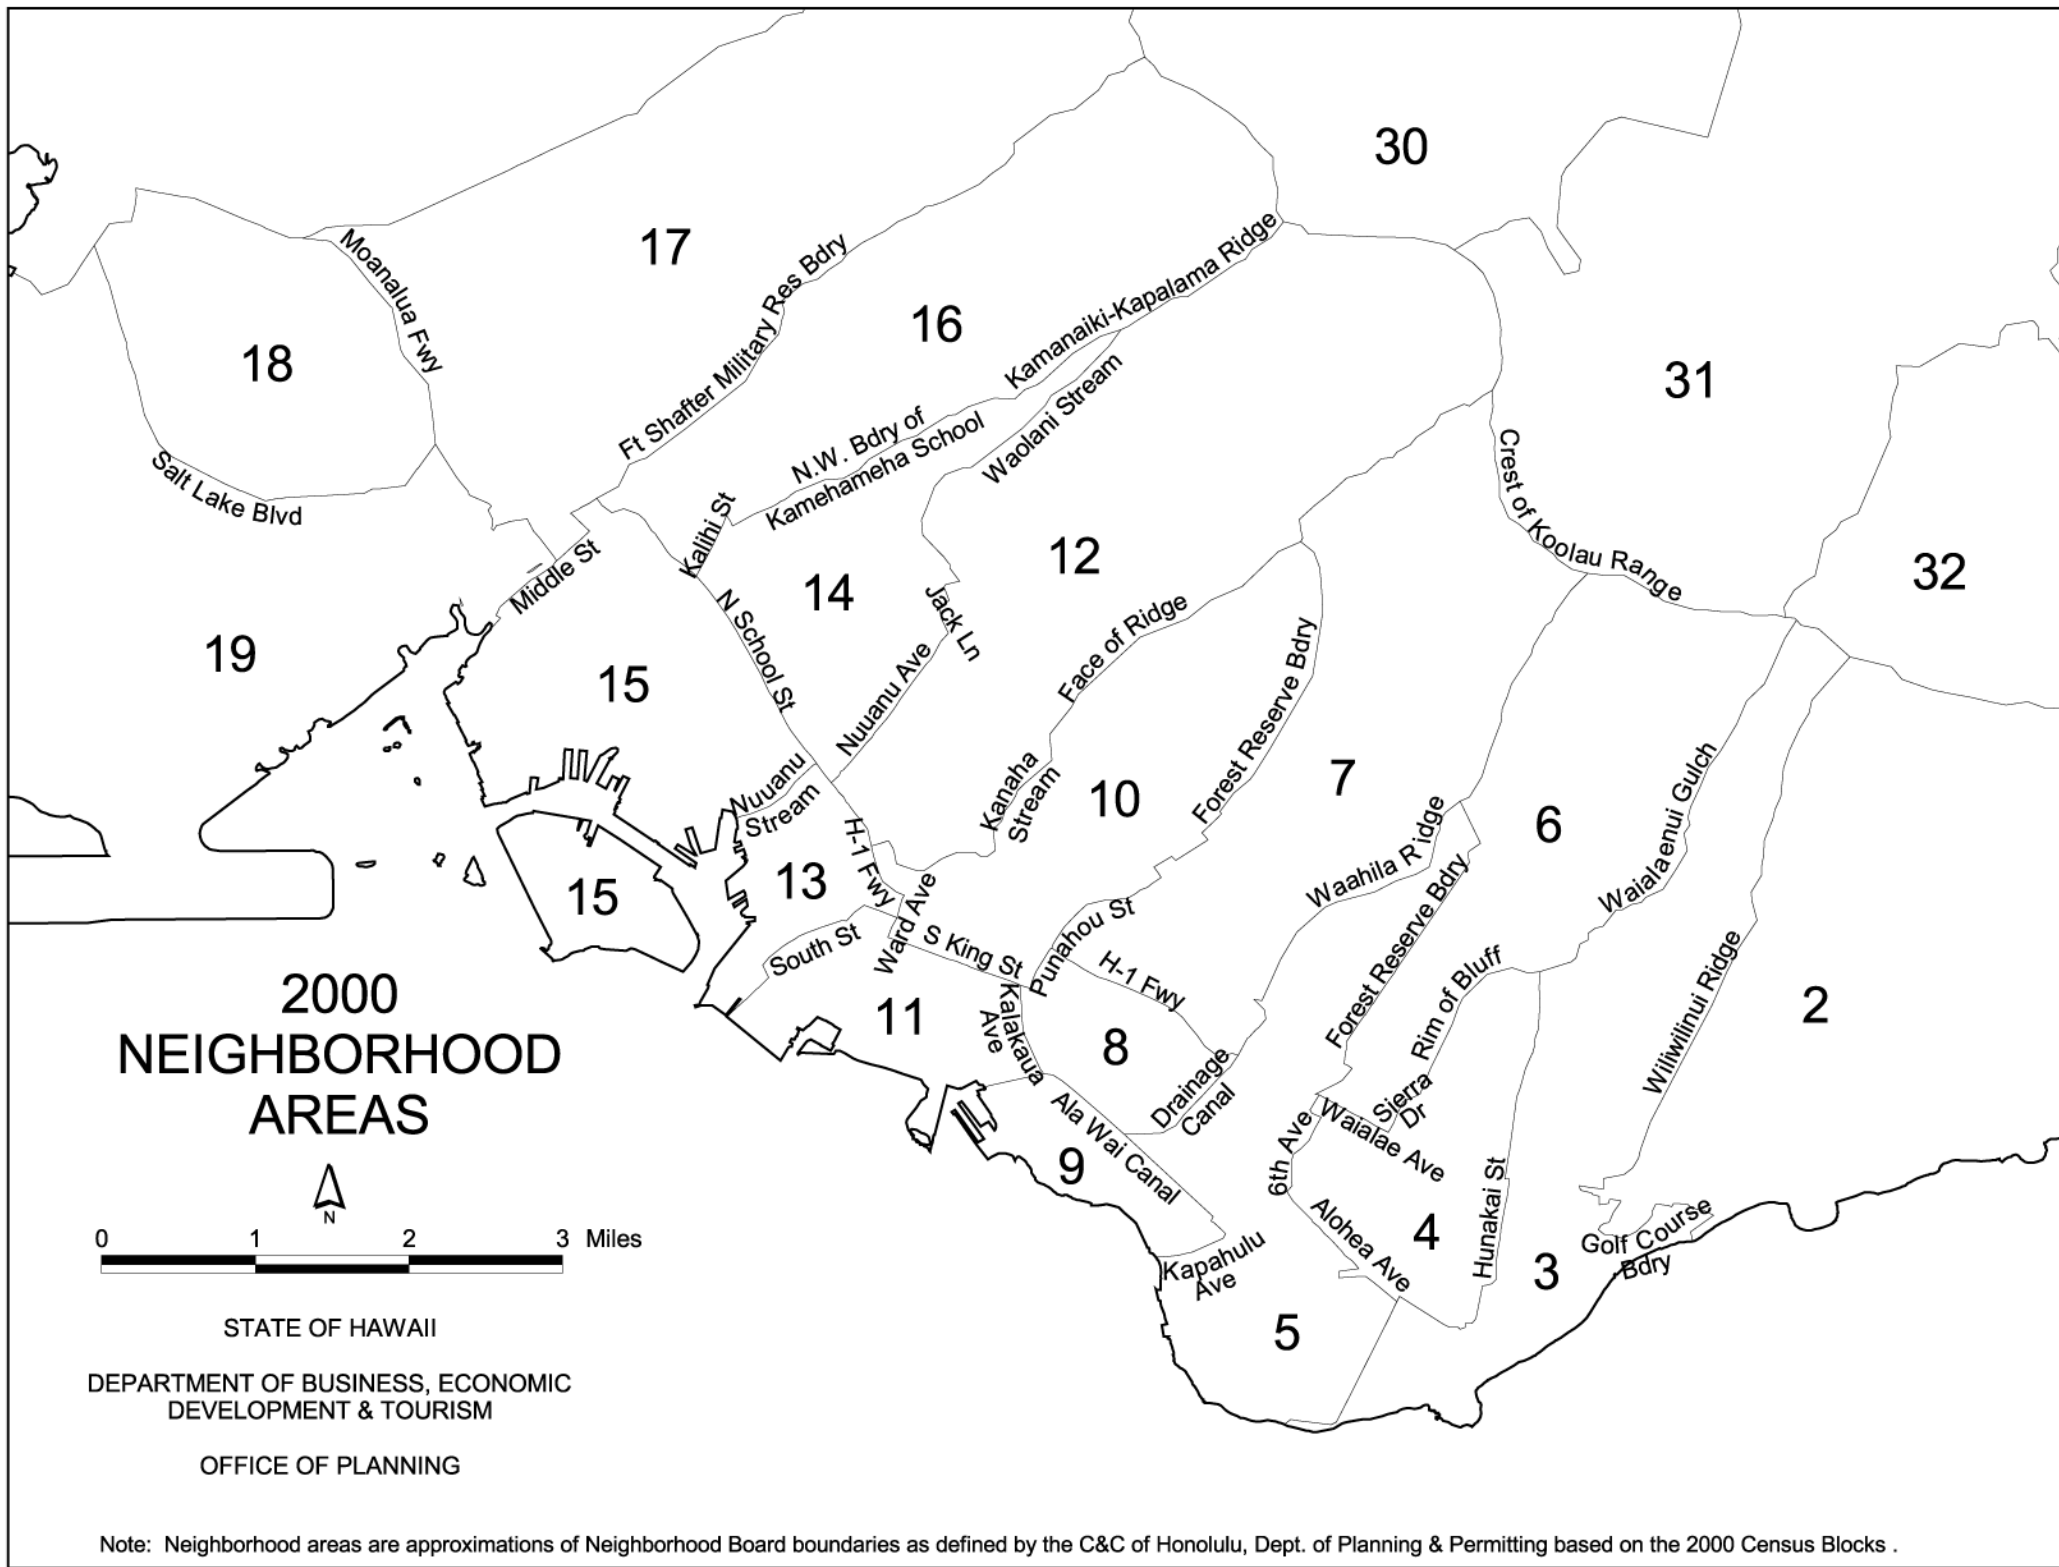 30
17
Moanalua Fwy
18
16
Ft Shafter Military Res Bdry
Kamanaiki-Kapalama Ridge
31
N.W. Bdry of
Kamehameha School
Waolani Stream
Salt Lake Blvd
Crest of Koolau Range
Kalihi St
Middle St
12
32
14
N School St
Jack Ln
Face of Ridge
19
15
Nuuanu Ave
Forest Reserve Bdry
7
Nuuanu
Stream
Kanaha
Stream
10
6
Waialaenui Gulch
H-1 Fwy
Waahila Ridge
13
15
Ward Ave
Forest Reserve Bdry
South St
S King St
Punahou St
H-1 Fwy
Rim of Bluff
Wiliwilinui Ridge
2
11
Kalakaua
Ave
8
2000
NEIGHBORHOOD
AREAS
Drainage
Canal
Sierra
Dr
Waialae Ave
6th Ave
Ala Wai Canal
9
N
Alohea Ave
4
Hunakai St
Golf Course
Bdry
Kapahulu
Ave
3
5
0 1 2 3 Miles
STATE OF HAWAII
DEPARTMENT OF BUSINESS, ECONOMIC
DEVELOPMENT & TOURISM
OFFICE OF PLANNING
Note: Neighborhood areas are approximations of Neighborhood Board boundaries as defined by the C&C of Honolulu, Dept. of Planning & Permitting based on the 2000 Census Blocks .